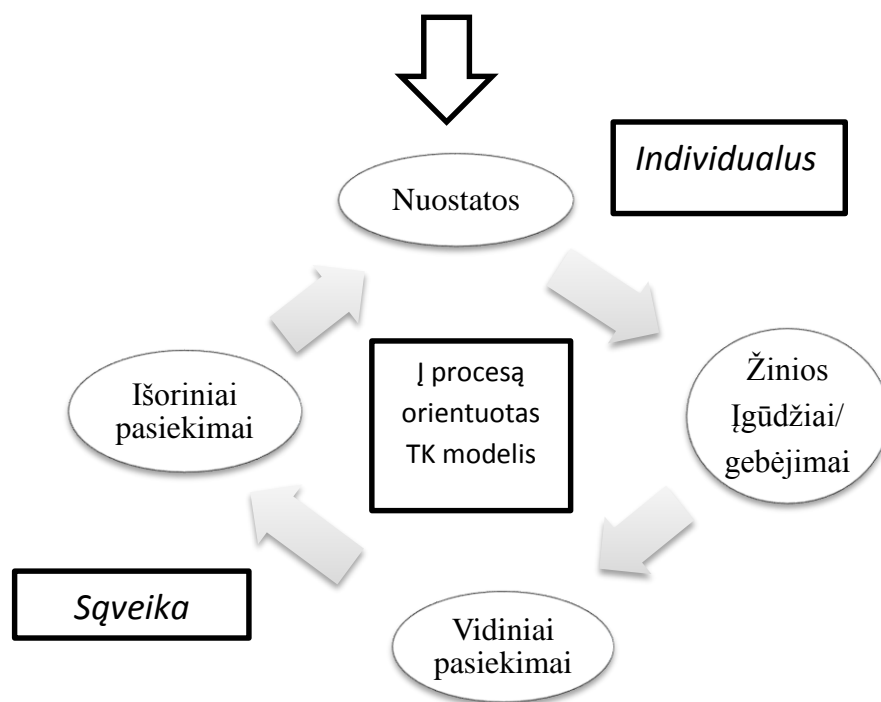 Individualus
Nuostatos
Į procesą
orientuotas
TK modelis
Žinios
Įgūdžiai/
gebėjimai
Išoriniai
pasiekimai
Sąveika
Vidiniai
pasiekimai